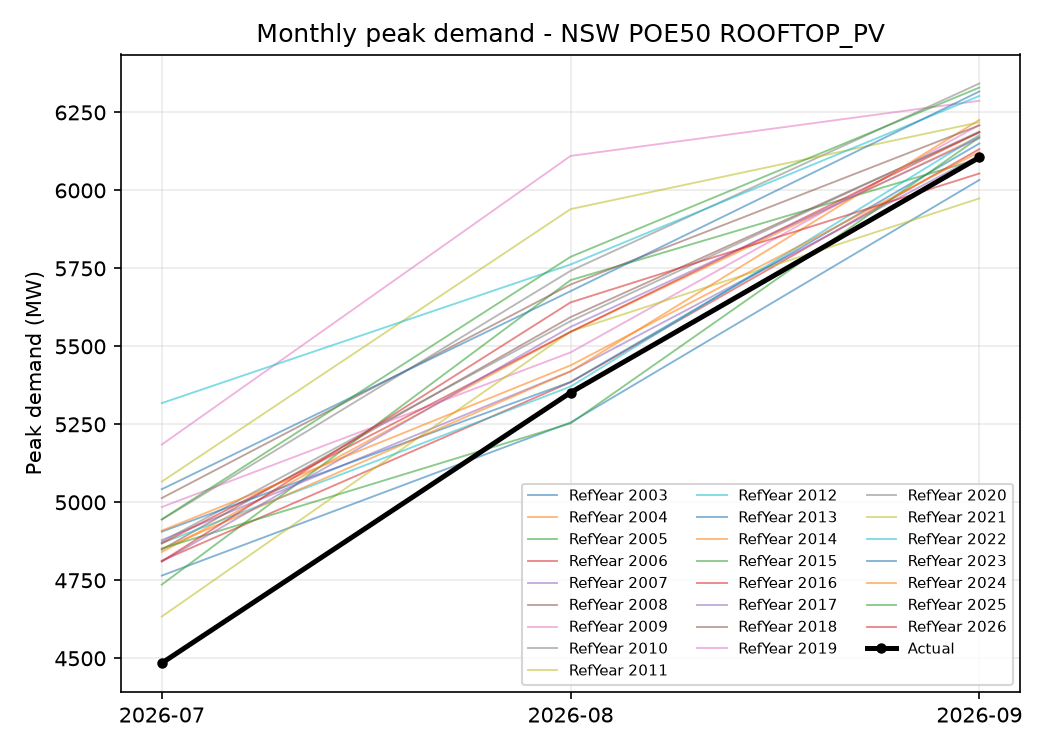 Monthly peak demand - NSW POE50 ROOFTOP_PV
Peak demand (MW)
6250
6000
5750
5500
5250
5000
4750
4500
2026-07
2026-08
2026-09
RefYear 2003
RefYear 2004
RefYear 2005
RefYear 2006
RefYear 2007
RefYear 2008
RefYear 2009
RefYear 2010
RefYear 2011
RefYear 2012
RefYear 2013
RefYear 2014
RefYear 2015
RefYear 2016
RefYear 2017
RefYear 2018
RefYear 2019
RefYear 2020
RefYear 2021
RefYear 2022
RefYear 2023
RefYear 2024
RefYear 2025
RefYear 2026
Actual